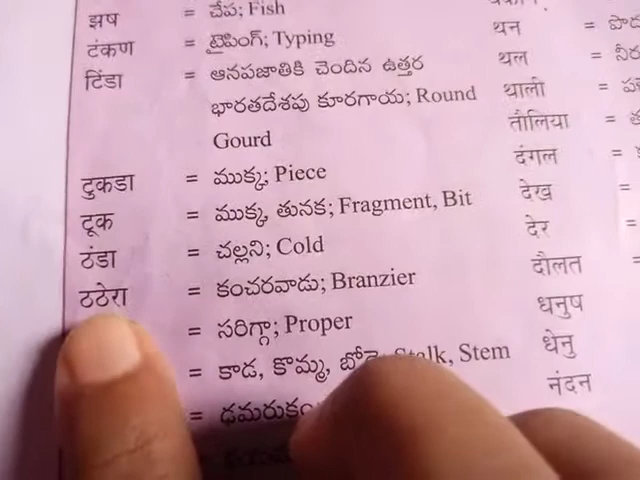 झष = చేప; Fish
टंकण = టైపింగ్; Typing
टिंडा = ఆనపజాతికి చెందిన ఉత్తర
భారతదేశపు కూరగాయ; Round
Gourd
टुकडा = ముక్క; Piece
टूक = ముక్క తునక; Fragment, Bit
ठंडा = చల్లని; Cold
ठठेरा = కంచరవాడు; Branzier
= సరిగ్గా; Proper
= కాడ, కొమ్మ, Stalk, Stem
थन =
थल =
थाली =
तौलिया =
दंगल =
देख =
देर =
दौलत =
धनुष
धेनु
नंदन